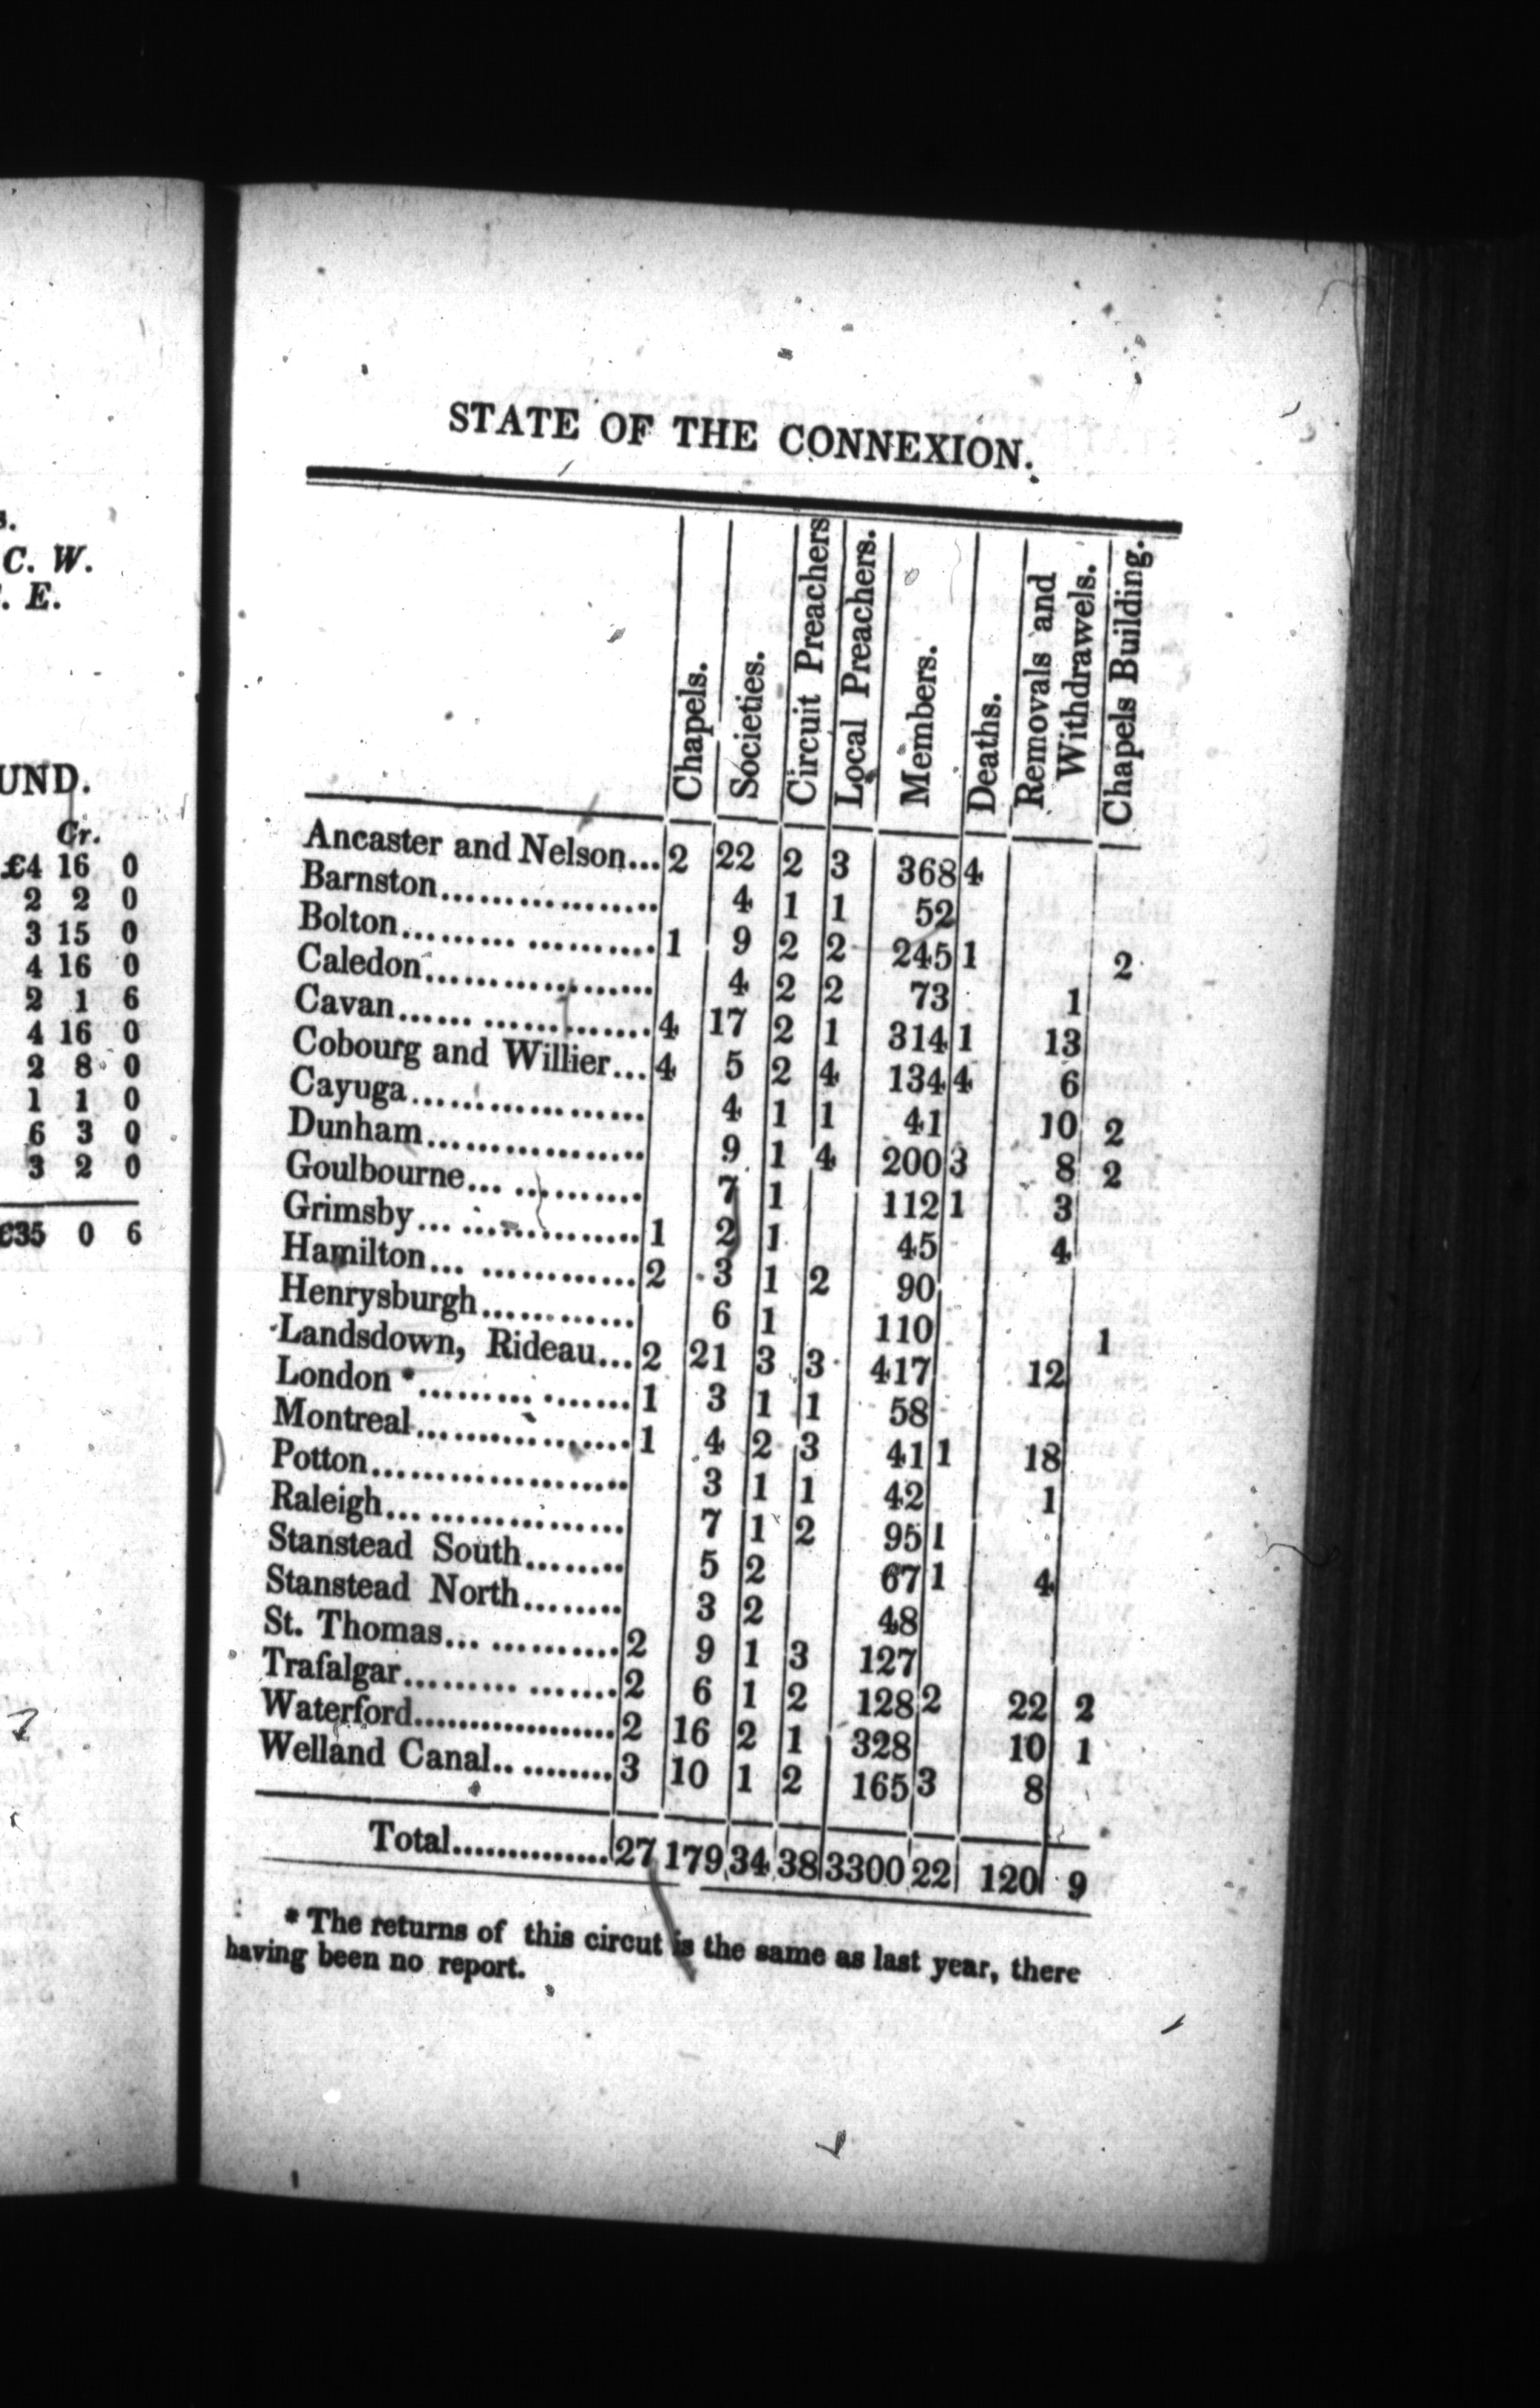 s.
C. W.
. E.
UND.
Cr.
£4 16 0
2 2 0
3 15 0
4 16 0
2 1 6
4 16 0
2 8 0
1 1 0
6 3 0
3 2 0
£35 0 6
STATE OF THE CONNEXION.
Chapels.
Societies.
Circuit Preachers
Local Preachers.
Members.
Deaths.
Removals and
Withdrawels.
Chapels Building.
Ancaster and Nelson... 2 22 2 3 368 4
Barnston.................. 4 1 1 52
Bolton......... .......... 1 9 2 2 245 1 2
Caledon................... 4 2 2 73 1
Cavan...... ............. 4 17 2 1 314 1 13
Cobourg and Willier... 4 5 2 4 134 4 6
Cayuga.................. 4 1 1 41 10 2
Dunham.................. 9 1 4 200 3 8 2
Goulbourne... ........... 7 1 112 1 3
Grimsby... ............... 1 2 1 45 4
Hamilton... ............ 2 3 1 2 90
Henrysburgh............ 6 1 110 1
Landsdown, Rideau... 2 21 3 3 417 12
London *......... ........ 1 3 1 1 58
Montreal.................. 1 4 2 3 41 1 18
Potton..................... 3 1 1 42 1
Raleigh... ............... 7 1 2 95 1
Stanstead South........ 5 2 67 1 4
Stanstead North........ 3 2 48
St. Thomas... ........... 2 9 1 3 127
Trafalgar......... ........ 2 6 1 2 128 2 22 2
Waterford................... 2 16 2 1 328 10 1
Welland Canal.. ......... 3 10 1 2 165 3 8
Total............... 27 179 34 38 3300 22 120 9
* The returns of this circut is the same as last year, there
having been no report.